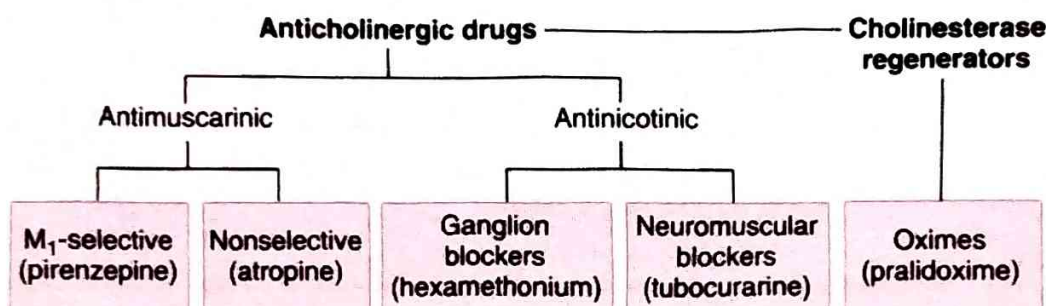 Anticholinergic drugs
Cholinesterase
regenerators
Antimuscarinic
Antinicotinic
M₁-selective
(pirenzepine)
Nonselective
(atropine)
Ganglion
blockers
(hexamethonium)
Neuromuscular
blockers
(tubocurarine)
Oximes
(pralidoxime)